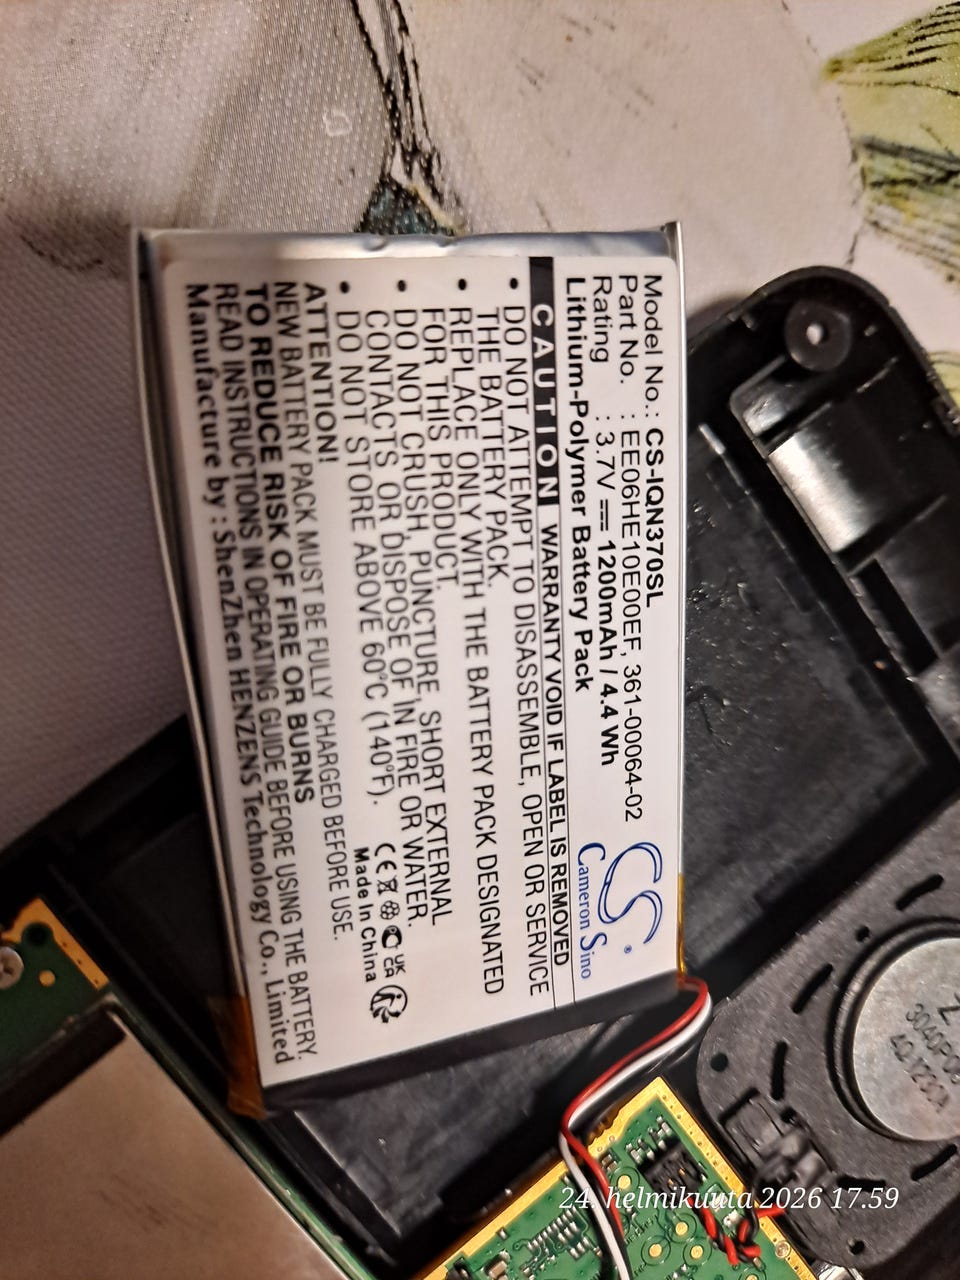 Model No.: CS-IQN370SL
Part No. : EE06HE10E00EF, 361-00064-02
Rating : 3.7V ⎓ 1200mAh / 4.4 Wh
Lithium-Polymer Battery Pack
CS
Cameron Sino
CAUTION WARRANTY VOID IF LABEL IS REMOVED
• DO NOT ATTEMPT TO DISASSEMBLE, OPEN OR SERVICE
THE BATTERY PACK.
• REPLACE ONLY WITH THE BATTERY PACK DESIGNATED
FOR THIS PRODUCT.
• DO NOT CRUSH, PUNCTURE, SHORT EXTERNAL
CONTACTS OR DISPOSE OF IN FIRE OR WATER.
• DO NOT STORE ABOVE 60°C (140°F).
CE UK CA
Made In China
ATTENTION!
NEW BATTERY PACK MUST BE FULLY CHARGED BEFORE USE.
TO REDUCE RISK OF FIRE OR BURNS
READ INSTRUCTIONS IN OPERATING GUIDE BEFORE USING THE BATTERY.
Manufacture by : ShenZhen HENZENS Technology Co., Limited
24. helmikuuta 2026 17.59